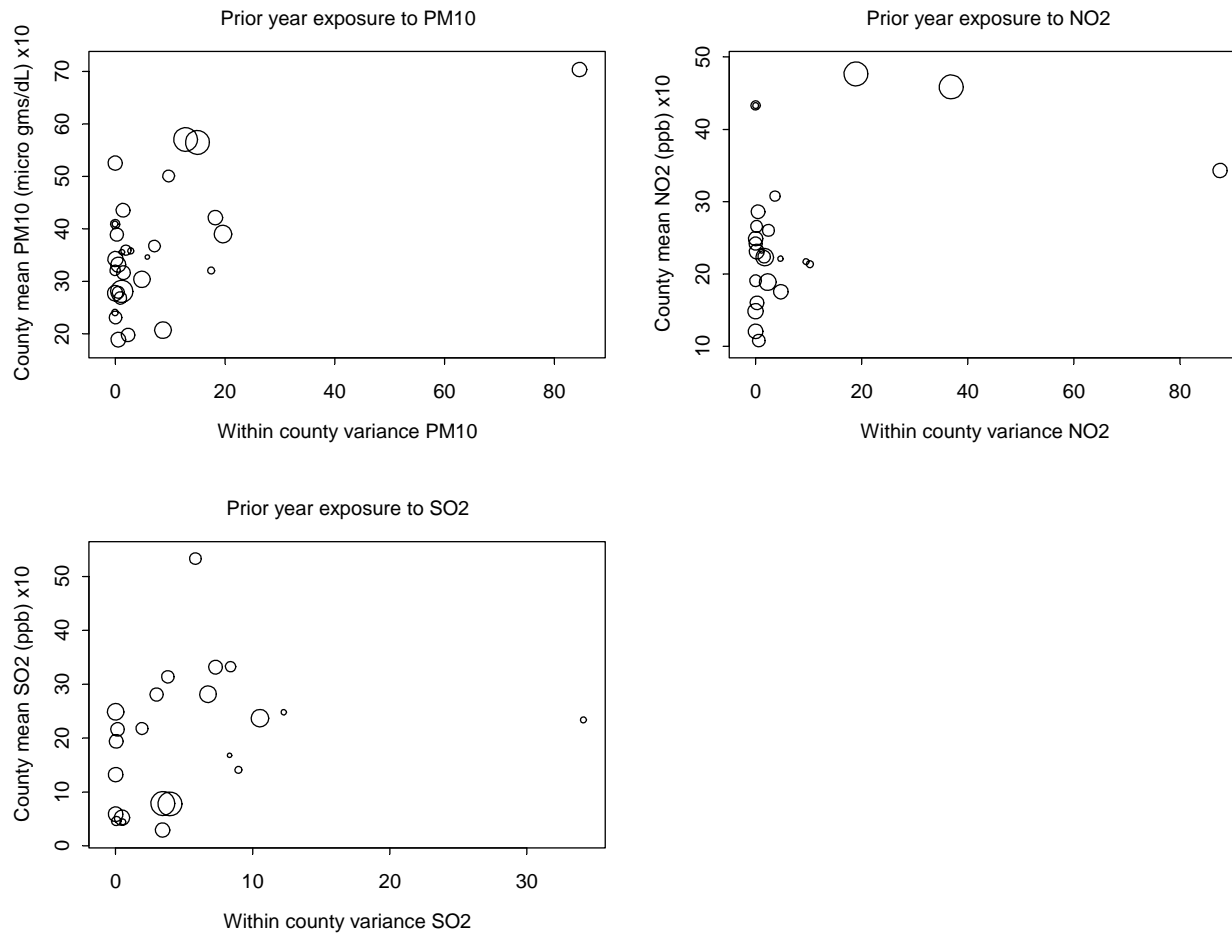 Prior year exposure to PM10
County mean PM10 (micro gms/dL) x10
70
60
50
40
30
20
0 20 40 60 80
Within county variance PM10
Prior year exposure to NO2
County mean NO2 (ppb) x10
50
40
30
20
10
0 20 40 60 80
Within county variance NO2
Prior year exposure to SO2
County mean SO2 (ppb) x10
50
40
30
20
10
0
0 10 20 30
Within county variance SO2